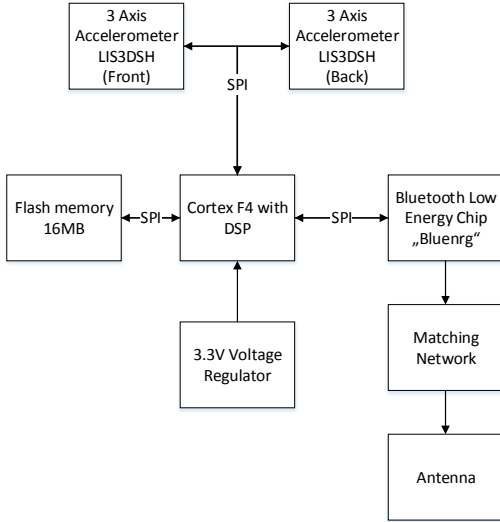 3 Axis
Accelerometer
LIS3DSH
(Front)
3 Axis
Accelerometer
LIS3DSH
(Back)
SPI
Flash memory
16MB
SPI
Cortex F4 with
DSP
SPI
Bluetooth Low
Energy Chip
„Bluenrg“
3.3V Voltage
Regulator
Matching
Network
Antenna